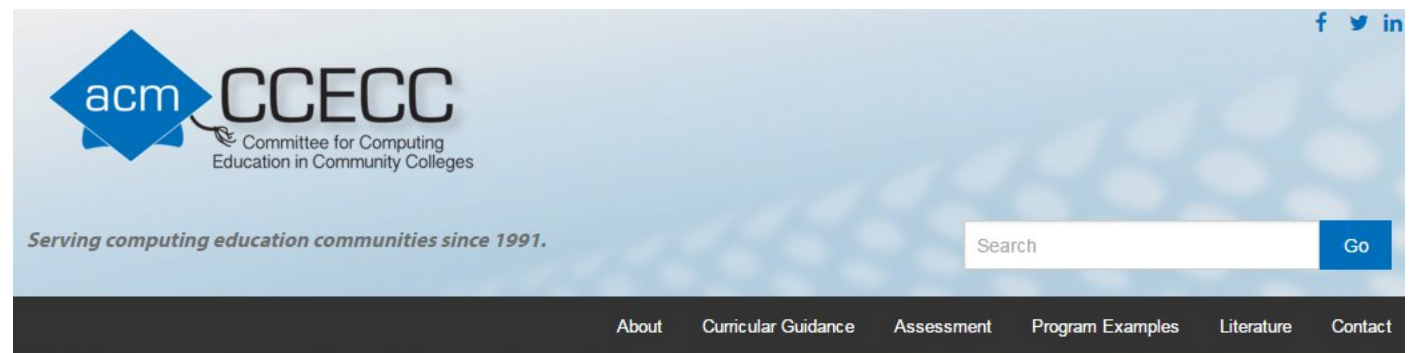 acm
CCECC
Committee for Computing
Education in Community Colleges
Serving computing education communities since 1991.
Search
Go
About Curricular Guidance Assessment Program Examples Literature Contact